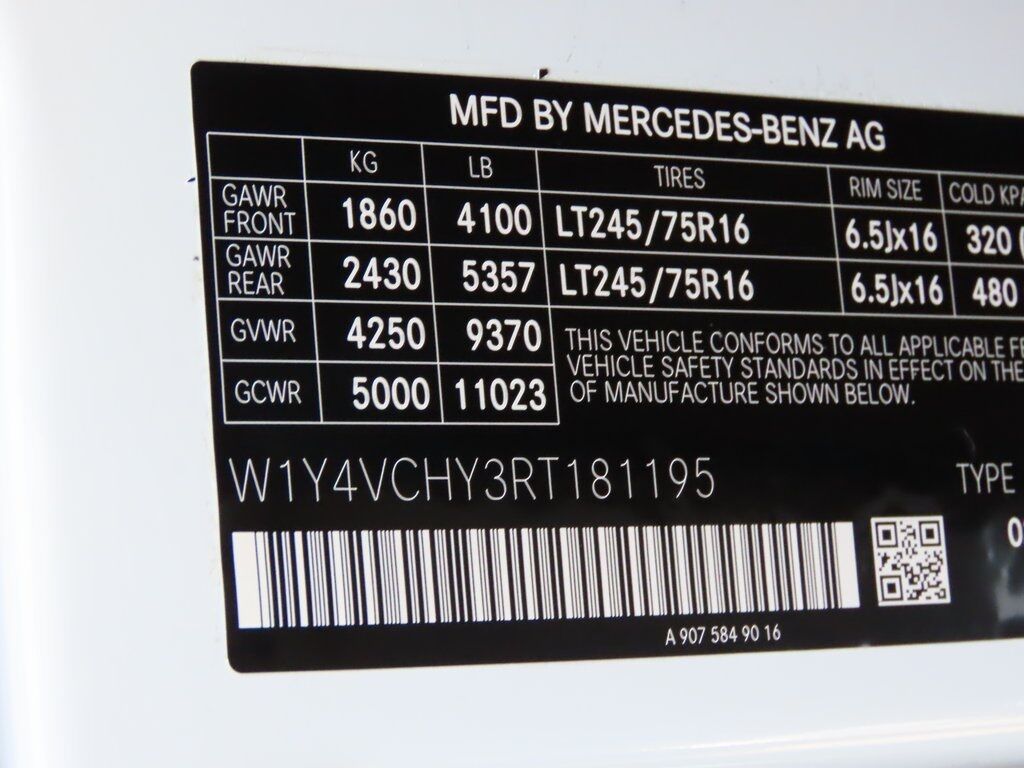 MFD BY MERCEDES-BENZ AG
KG LB TIRES RIM SIZE COLD KPA
GAWR FRONT 1860 4100 LT245/75R16 6.5Jx16 320
GAWR REAR 2430 5357 LT245/75R16 6.5Jx16 480
GVWR 4250 9370
GCWR 5000 11023
THIS VEHICLE CONFORMS TO ALL APPLICABLE
VEHICLE SAFETY STANDARDS IN EFFECT ON THE
OF MANUFACTURE SHOWN BELOW.
W1Y4VCHY3RT181195 TYPE
A 907 584 90 16